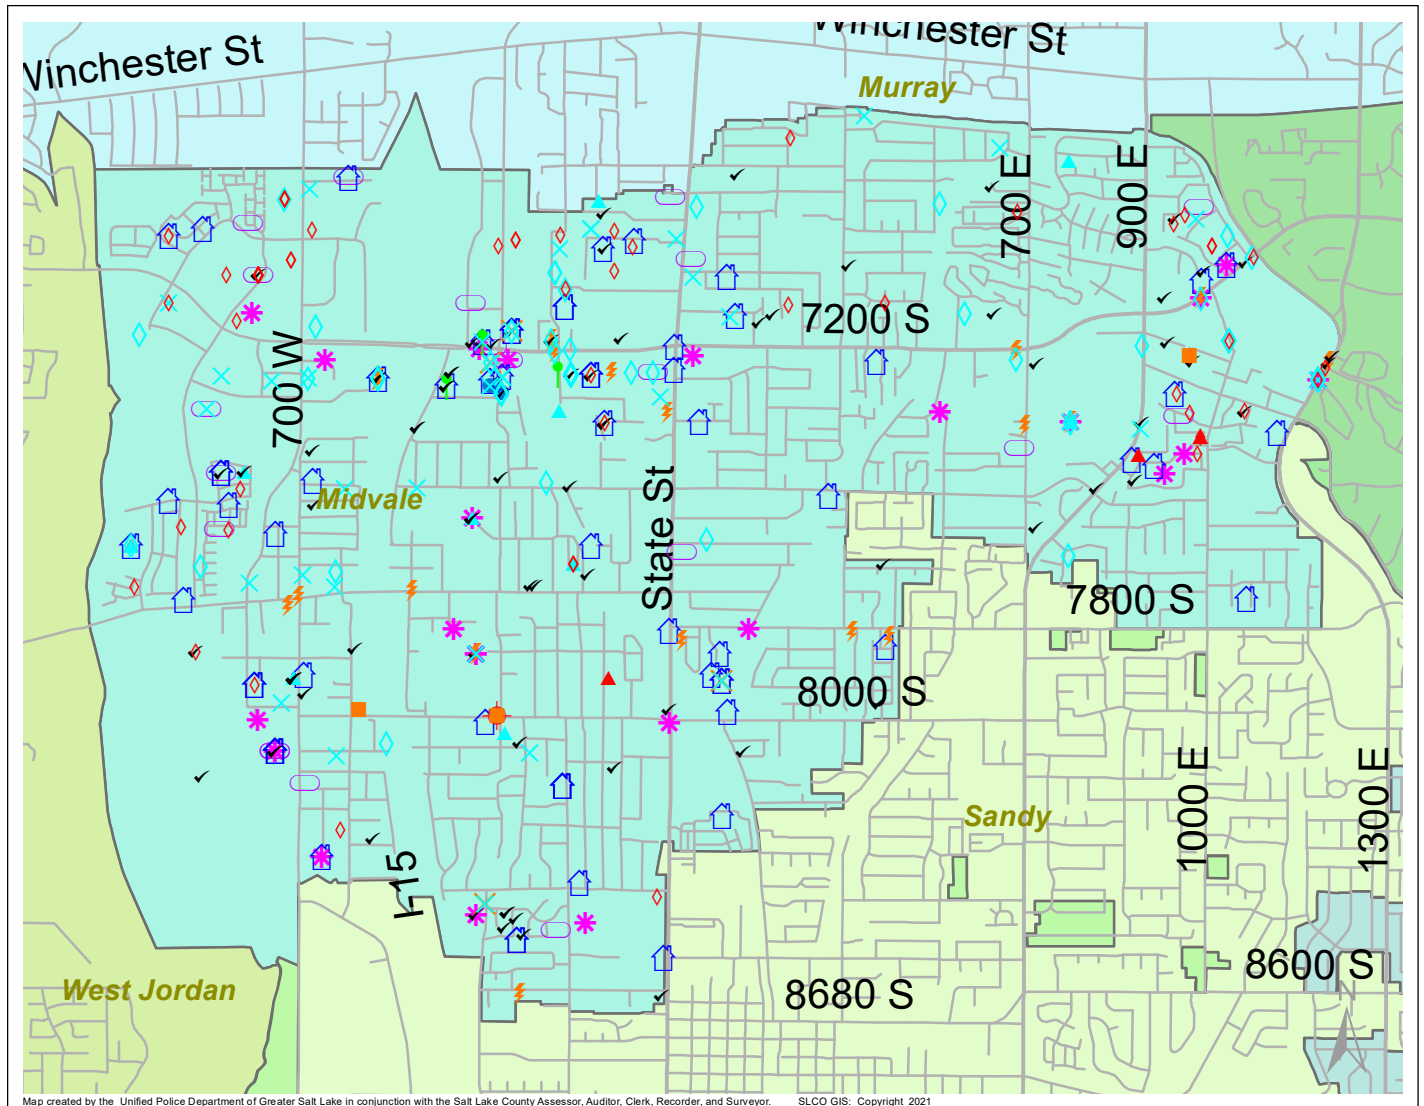 Winchester St
Winchester St
Murray
700 E
900 E
7200 S
700 W
Midvale
State St
7800 S
8000 S
Sandy
1000 E
1300 E
I-15
West Jordan
8600 S
8680 S
Map created by the Unified Police Department of Greater Salt Lake in conjunction with the Salt Lake County Assessor, Auditor, Clerk, Recorder, and Surveyor. SLCO GIS: Copyright 2021